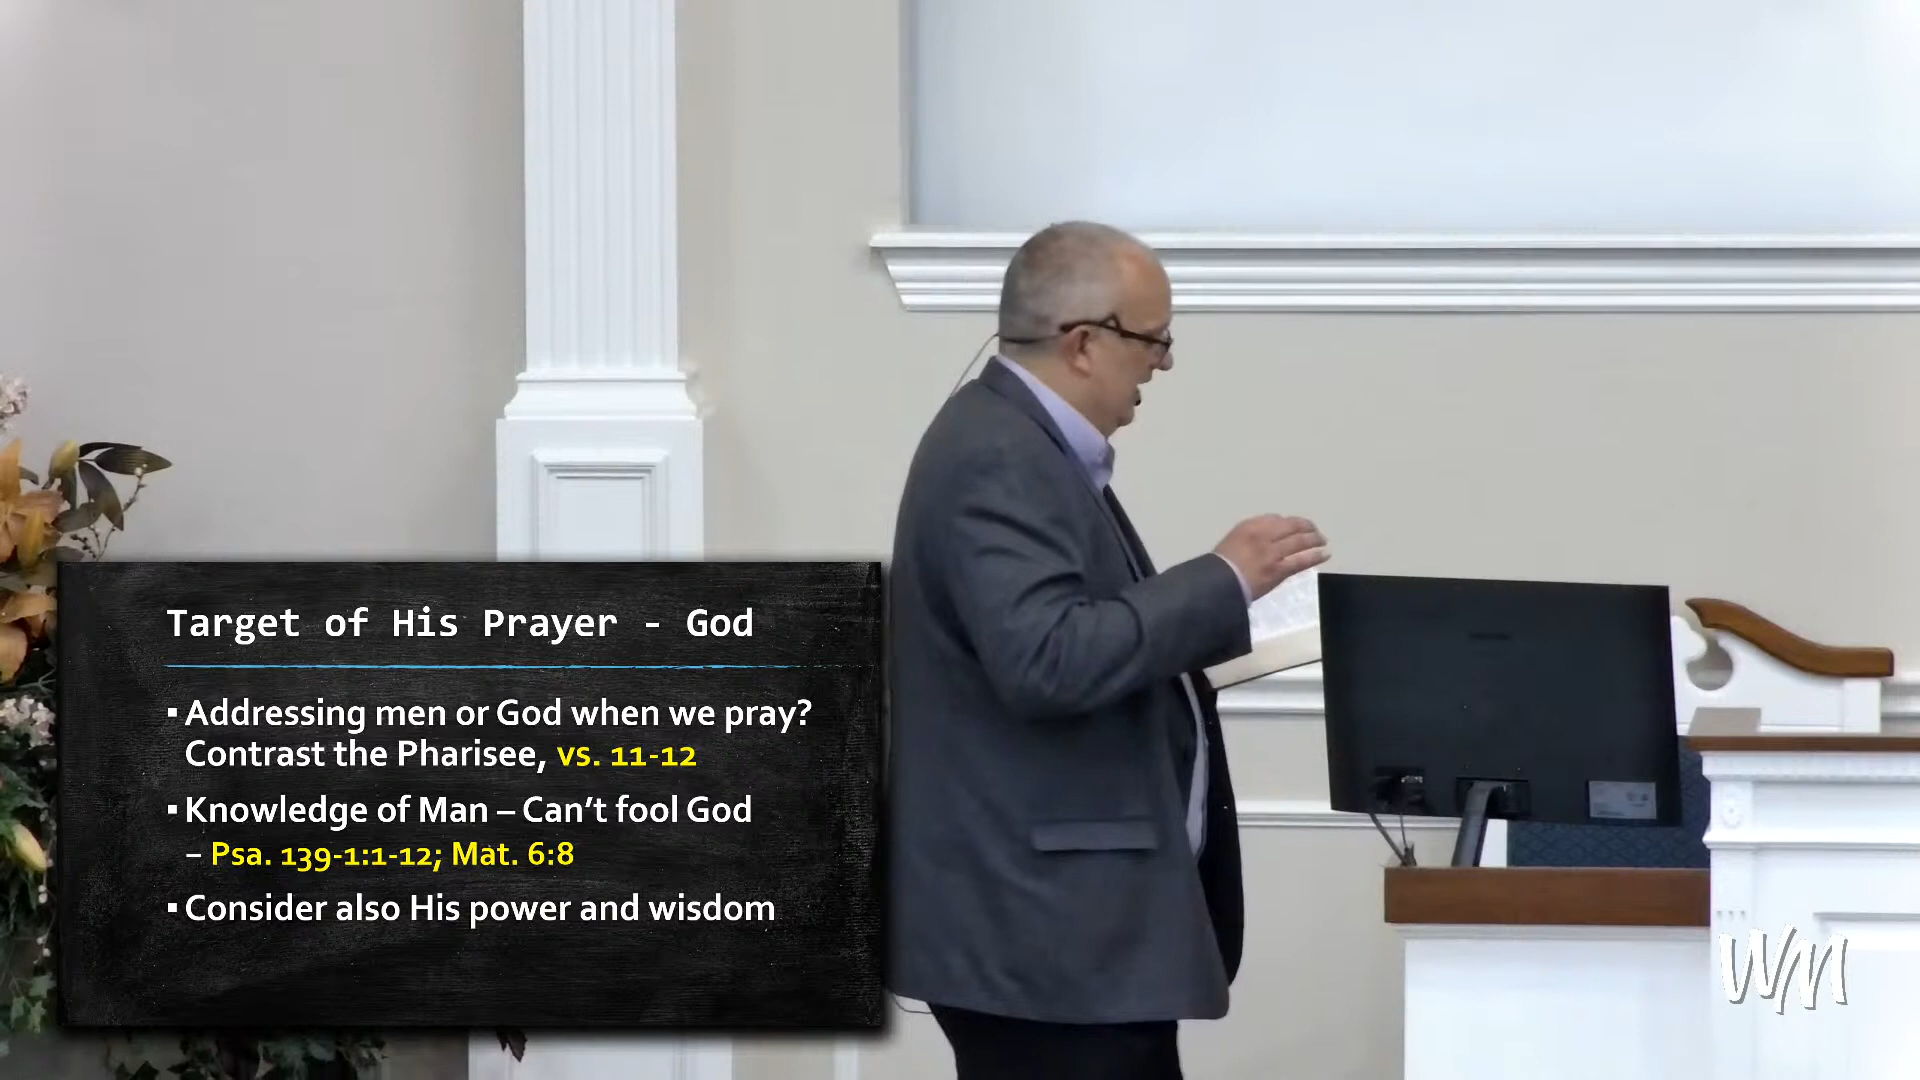 Target of His Prayer - God
▪ Addressing men or God when we pray?
Contrast the Pharisee, vs. 11-12
▪ Knowledge of Man – Can't fool God
– Psa. 139-1:1-12; Mat. 6:8
▪ Consider also His power and wisdom
WM